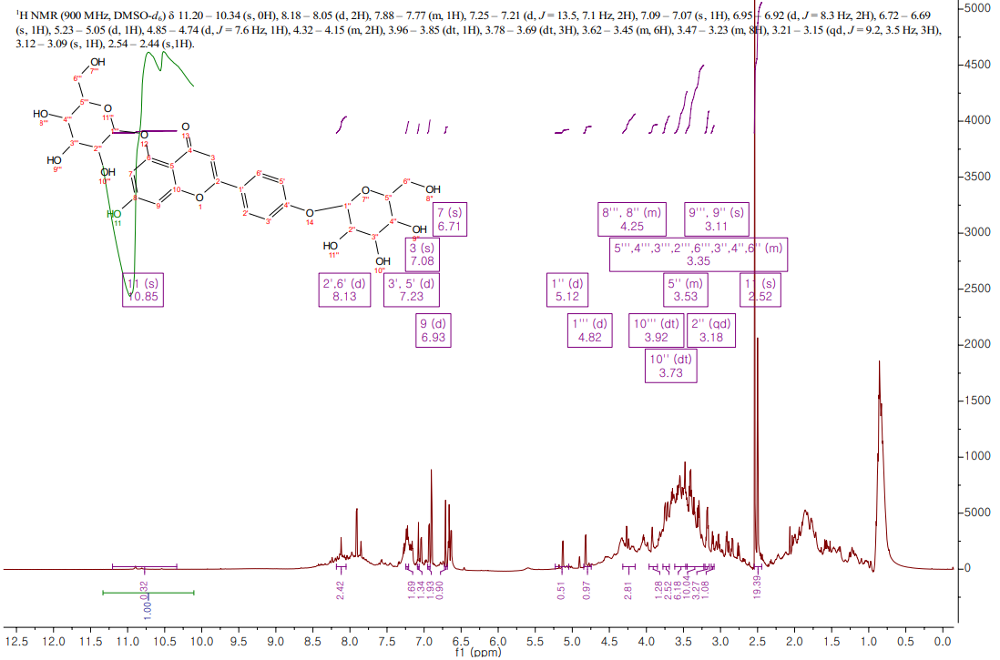 ¹H NMR (900 MHz, DMSO-d₆) δ 11.20 – 10.34 (s, 0H), 8.18 – 8.05 (d, 2H), 7.88 – 7.77 (m, 1H), 7.25 – 7.21 (d, J = 13.5, 7.1 Hz, 2H), 7.09 – 7.07 (s, 1H), 6.95 – 6.92 (d, J = 8.3 Hz, 2H), 6.72 – 6.69
(s, 1H), 5.23 – 5.05 (d, 1H), 4.85 – 4.74 (d, J = 7.6 Hz, 1H), 4.32 – 4.15 (m, 2H), 3.96 – 3.85 (dt, 1H), 3.78 – 3.69 (dt, 3H), 3.62 – 3.45 (m, 6H), 3.47 – 3.23 (m, 8H), 3.21 – 3.15 (qd, J = 9.2, 3.5 Hz, 3H),
3.12 – 3.09 (s, 1H), 2.54 – 2.44 (s,1H).
5000
4500
4000
3500
3000
2500
2000
1500
1000
5000
0
OH
7'''
6'''
5'''
O
11'''
HO
8'''
4'''
1'''
O
12
O
13
3'''
2'''
HO
9'''
OH
10'''
6
5
4
3
7
8
9
10
O
1
2
HO
11
1'
6'
5'
2'
3'
4'
O
14
1''
O
7''
5''
6''
OH
8''
2''
3''
4''
OH
9''
HO
11''
OH
10''
7 (s)
6.71
8''', 8'' (m)
4.25
9''', 9'' (s)
3.11
3 (s)
7.08
5''',4''',3''',2''',6''',3'',4'',6'' (m)
3.35
11 (s)
10.85
2',6' (d)
8.13
3', 5' (d)
7.23
1'' (d)
5.12
5'' (m)
3.53
(s)
2.52
9 (d)
6.93
1''' (d)
4.82
10''' (dt)
3.92
2'' (qd)
3.18
10'' (dt)
3.73
0.32
1.00
2.42
1.69
1.34
1.99
0.90
0.51
0.97
2.81
1.28
2.52
6.18
10.04
3.27
1.08
19.39
12.5 12.0 11.5 11.0 10.5 10.0 9.5 9.0 8.5 8.0 7.5 7.0 6.5 6.0 5.5 5.0 4.5 4.0 3.5 3.0 2.5 2.0 1.5 1.0 0.5 0.0
f1 (ppm)